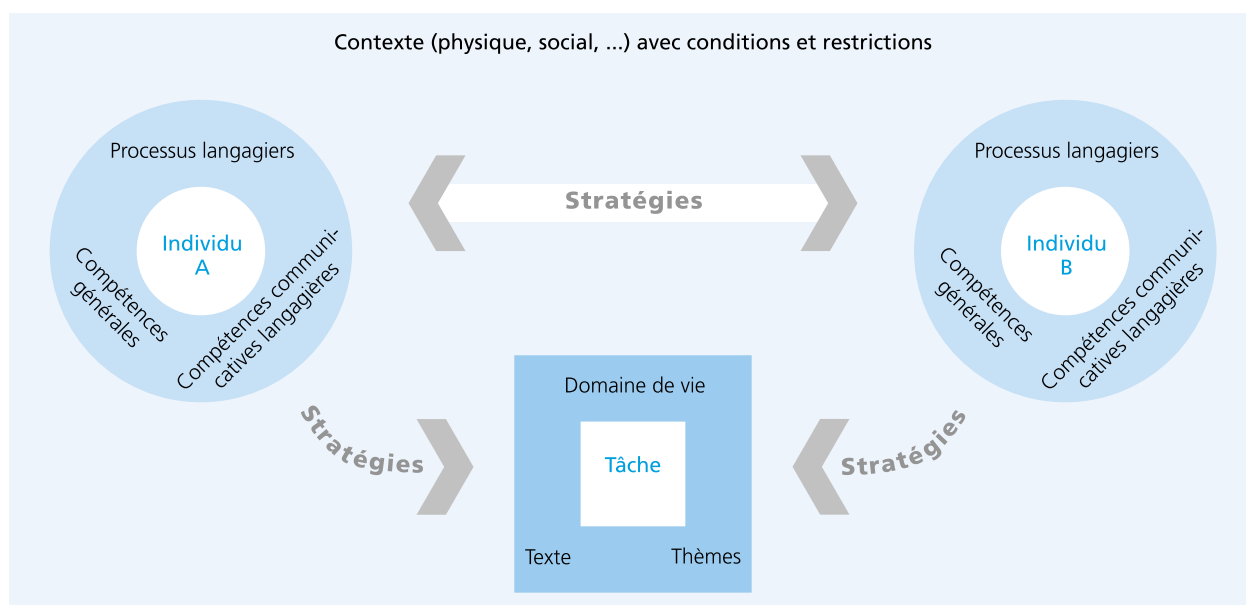 Contexte (physique, social, ...) avec conditions et restrictions
Processus langagiers
Individu
A
Compétences
générales
Compétences communi-
catives langagières
Stratégies
Processus langagiers
Individu
B
Compétences
générales
Compétences communi-
catives langagières
Stratégies
Domaine de vie
Tâche
Texte
Thèmes
Stratégies